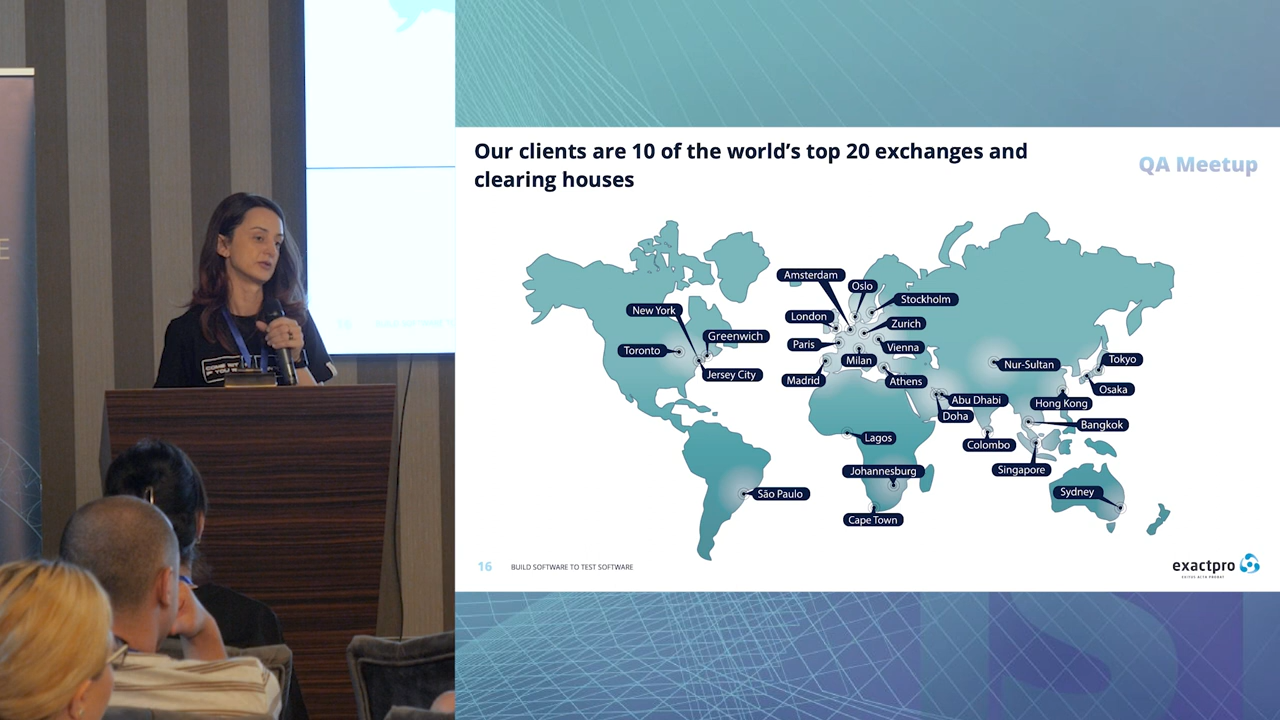 E
Our clients are 10 of the world's top 20 exchanges and
clearing houses
QA Meetup
Amsterdam
Oslo
Stockholm
New York
London
Zurich
Greenwich
Paris
Vienna
Toronto
Milan
Nur-Sultan
Tokyo
Jersey City
Madrid
Athens
Osaka
Abu Dhabi
Hong Kong
Doha
Bangkok
Lagos
Colombo
Johannesburg
Singapore
São Paulo
Sydney
Cape Town
16
BUILD SOFTWARE TO TEST SOFTWARE
exactpro
EXITUS ACTA PROBAT